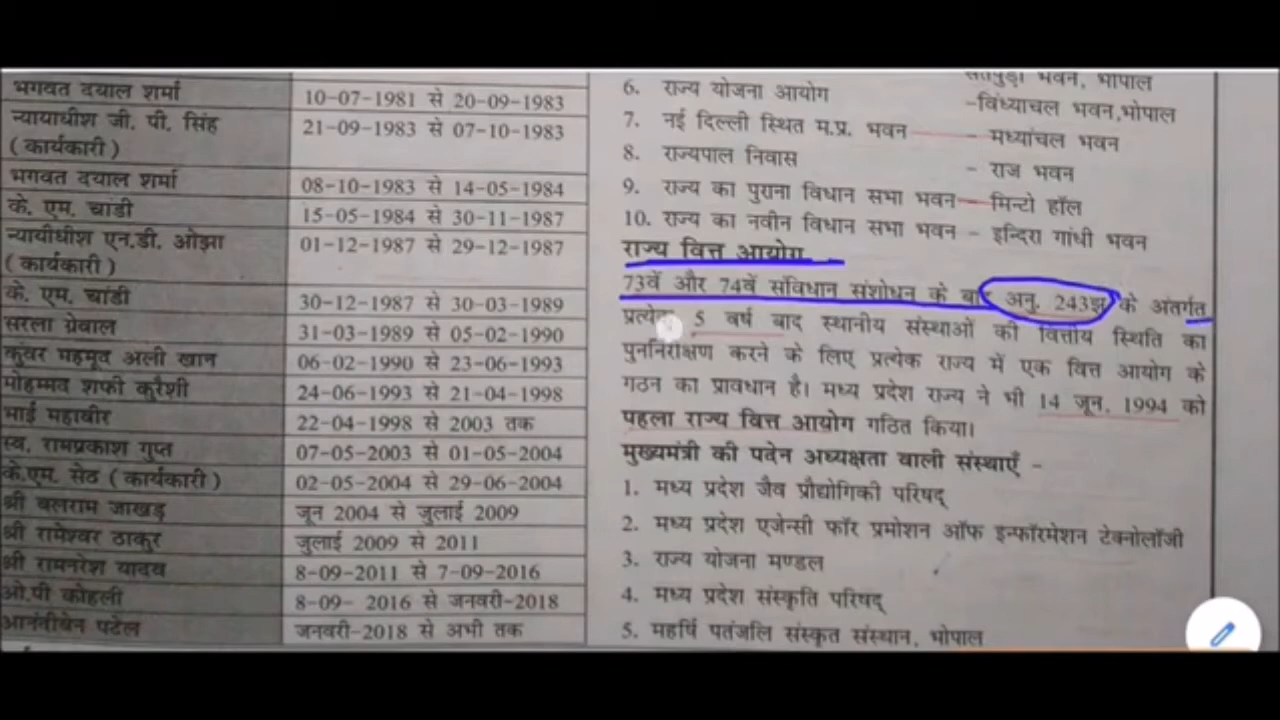 भगवत दयाल शर्मा 10-07-1981 से 20-09-1983
न्यायाधीश जी. पी. सिंह 21-09-1983 से 07-10-1983
( कार्यकारी )
भगवत दयाल शर्मा 08-10-1983 से 14-05-1984
के. एम. चांडी 15-05-1984 से 30-11-1987
न्यायीधीश एन.डी. ओझा 01-12-1987 से 29-12-1987
( कार्यकारी )
के. एम. चांडी 30-12-1987 से 30-03-1989
सरला ग्रेवाल 31-03-1989 से 05-02-1990
कुंवर महमूद अली खान 06-02-1990 से 23-06-1993
मोहम्मद शफी कुरैशी 24-06-1993 से 21-04-1998
भाई महावीर 22-04-1998 से 2003 तक
स्व. रामप्रकाश गुप्त 07-05-2003 से 01-05-2004
के.एम. सेठ ( कार्यकारी ) 02-05-2004 से 29-06-2004
श्री बलराम जाखड़ जून 2004 से जुलाई 2009
श्री रामेश्वर ठाकुर जुलाई 2009 से 2011
श्री रामनरेश यादव 8-09-2011 से 7-09-2016
ओ.पी कोहली 8-09- 2016 से जनवरी-2018
आनंदीबेन पटेल जनवरी-2018 से अभी तक
सतपुड़ा भवन, भोपाल
6. राज्य योजना आयोग -विंध्याचल भवन,भोपाल
7. नई दिल्ली स्थित म.प्र. भवन - मध्यांचल भवन
8. राज्यपाल निवास - राज भवन
9. राज्य का पुराना विधान सभा भवन - मिन्टो हॉल
10. राज्य का नवीन विधान सभा भवन - इन्दिरा गांधी भवन
राज्य वित्त आयोग
73वें और 74वें संविधान संशोधन के बाद अनु. 243झ के अंतर्गत
5 वर्ष बाद स्थानीय संस्थाओं की वित्तीय स्थिति का
पुननिरीक्षण करने के लिए प्रत्येक राज्य में एक वित्त आयोग के
गठन का प्रावधान है। मध्य प्रदेश राज्य ने भी 14 जून, 1994 को
पहला राज्य वित्त आयोग गठित किया।
मुख्यमंत्री की पदेन अध्यक्षता वाली संस्थाएँ -
1. मध्य प्रदेश जैव प्रौद्योगिकी परिषद्
2. मध्य प्रदेश एजेन्सी फॉर प्रमोशन ऑफ इन्फॉरमेशन टेक्नोलॉजी
3. राज्य योजना मण्डल
4. मध्य प्रदेश संस्कृति परिषद्
5. महर्षि पतंजलि संस्कृत संस्थान, भोपाल